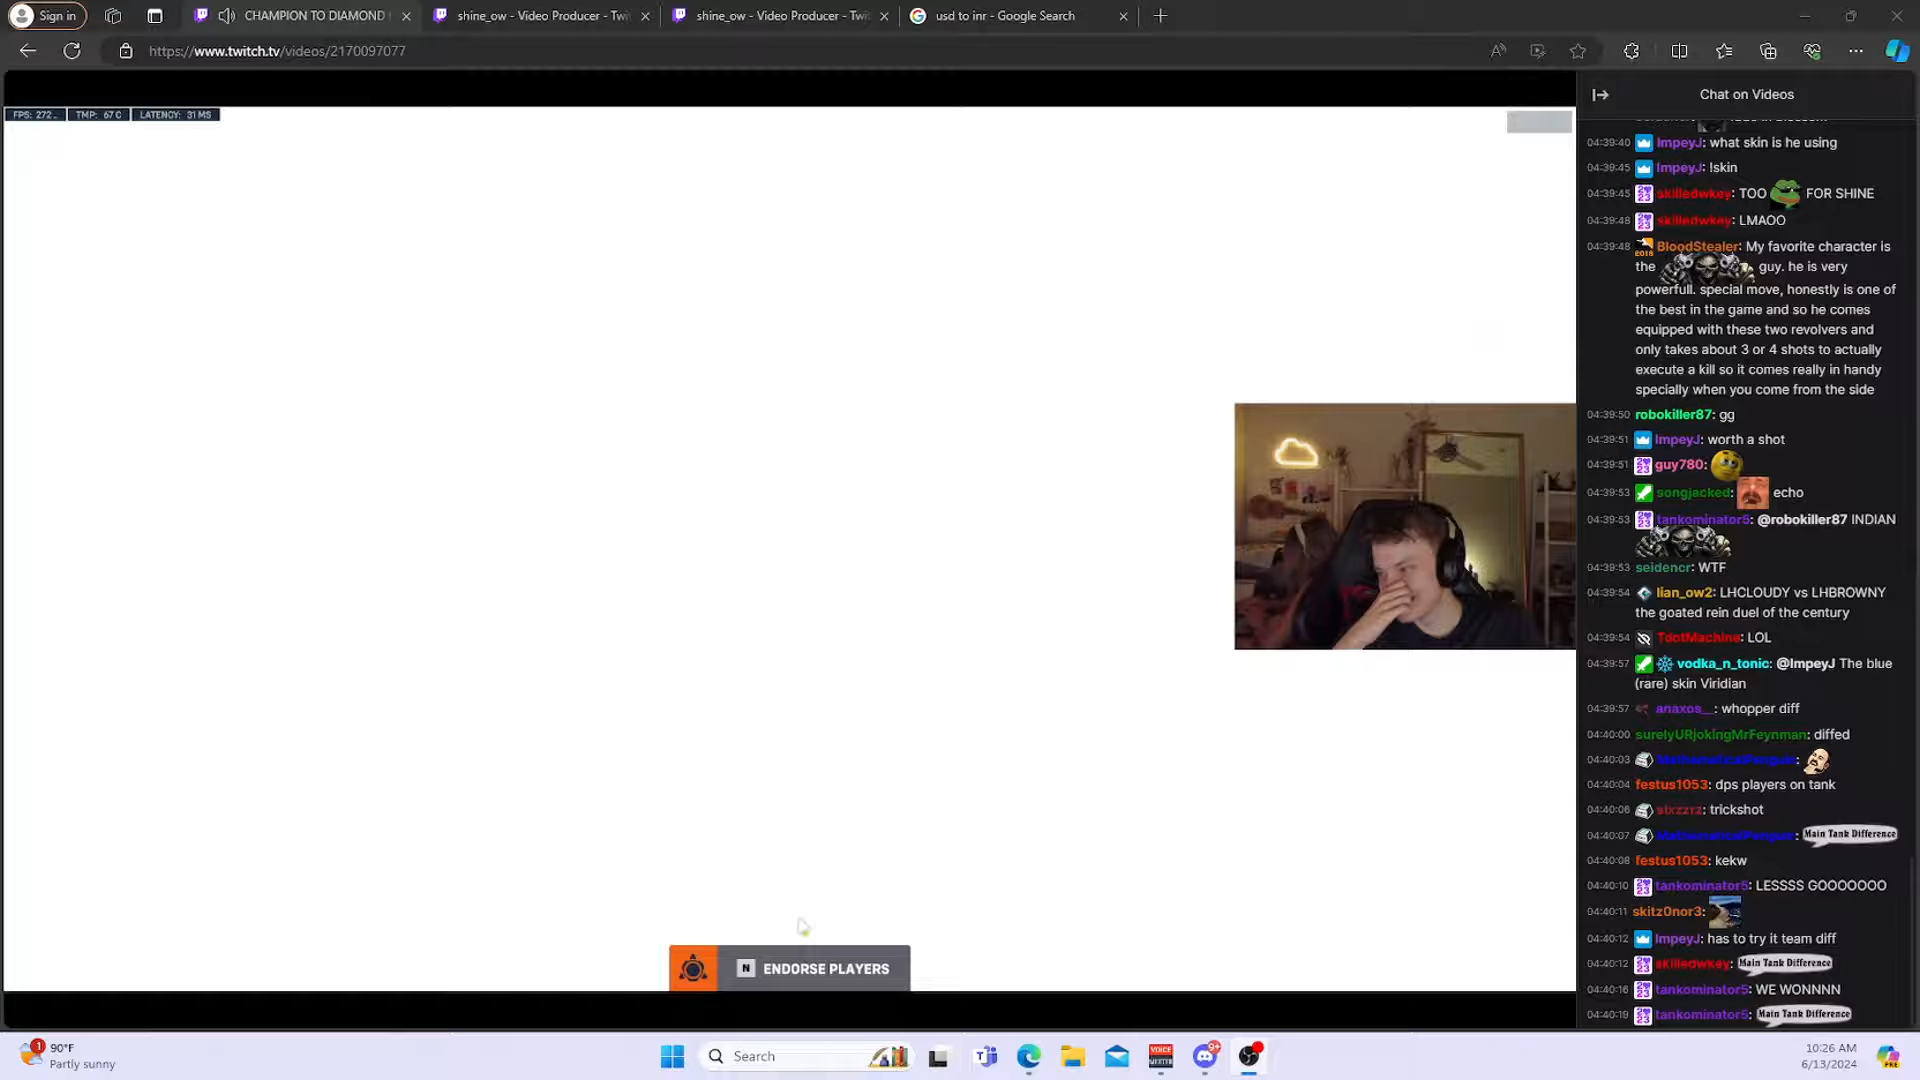 Sign in
CHAMPION TO DIAMOND
shine_ow - Video Producer - Twi
shine_ow - Video Producer - Twi
usd to inr - Google Search
https://www.twitch.tv/videos/2170097077
FPS: 272
TMP: 67 C
LATENCY: 31 MS
Chat on Videos
04:39:40 ImpeyJ: what skin is he using
04:39:45 ImpeyJ: !skin
04:39:45 skilledwkey: TOO FOR SHINE
04:39:48 skilledwkey: LMAOO
04:39:48 BloodStealer: My favorite character is
the guy. he is very
powerfull. special move, honestly is one of
the best in the game and so he comes
equipped with these two revolvers and
only takes about 3 or 4 shots to actually
execute a kill so it comes really in handy
specially when you come from the side
04:39:50 robokiller87: gg
04:39:51 ImpeyJ: worth a shot
04:39:51 guy780:
04:39:53 songjacked: echo
04:39:53 tankominator5: @robokiller87 INDIAN
04:39:53 seidencr: WTF
04:39:54 lian_ow2: LHCLOUDY vs LHBROWNY
the goated rein duel of the century
04:39:54 TdotMachine: LOL
04:39:57 vodka_n_tonic: @ImpeyJ The blue
(rare) skin Viridian
04:39:57 anaxos__: whopper diff
04:40:00 surelyURjokingMrFeynman: diffed
04:40:03 MathematicalPenguin:
04:40:04 festus1053: dps players on tank
04:40:06 sixzzrz: trickshot
04:40:07 MathematicalPenguin: Main Tank Difference
04:40:08 festus1053: kekw
04:40:10 tankominator5: LESSSS GOOOOOOO
04:40:11 skitz0nor3:
04:40:12 ImpeyJ: has to try it team diff
04:40:12 skilledwkey: Main Tank Difference
04:40:16 tankominator5: WE WONNNN
04:40:19 tankominator5: Main Tank Difference
N ENDORSE PLAYERS
1
90°F
Partly sunny
Search
VOICE
9+
10:26 AM
6/13/2024
PRE